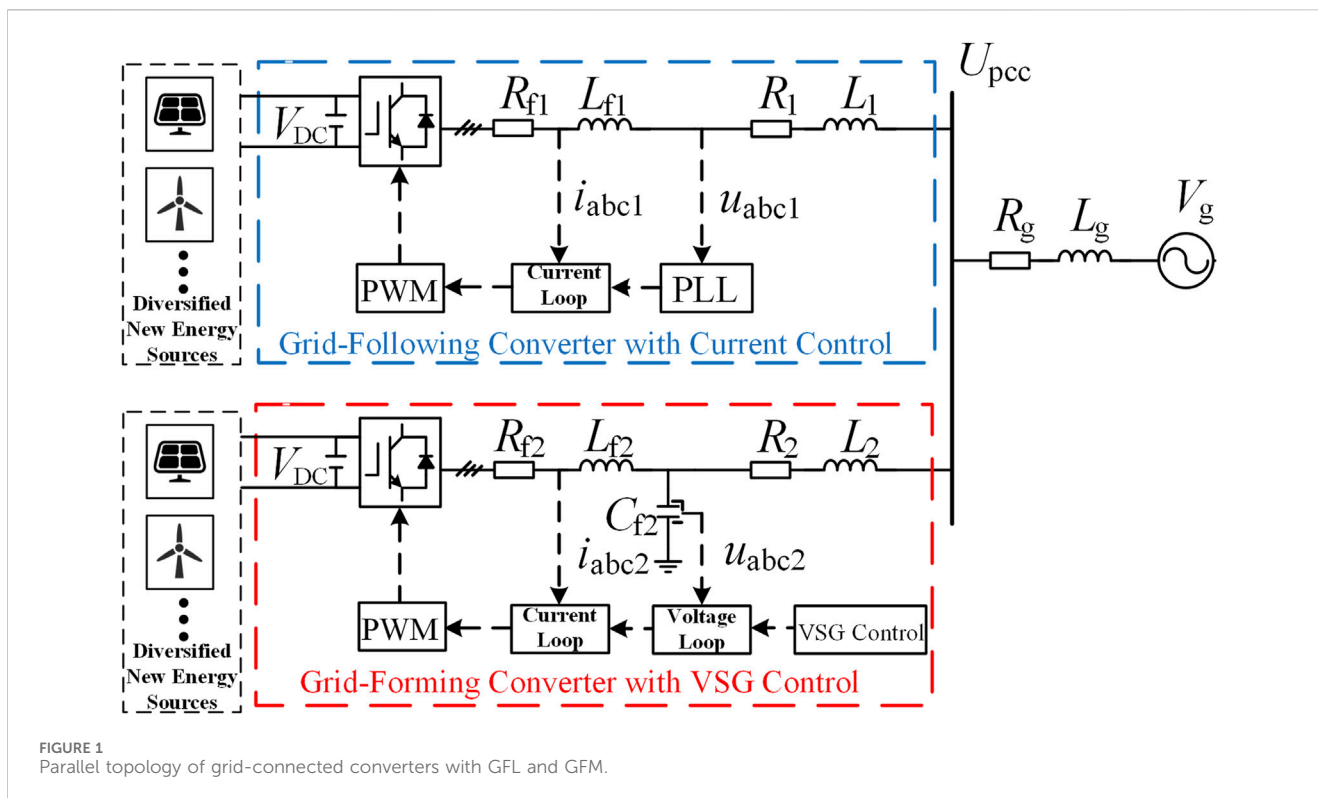 U_pcc
R_f1 L_f1 R_1 L_1
V_DC
i_abc1 u_abc1
R_g L_g V_g
PWM Current Loop PLL
Diversified
New Energy
Sources
Grid-Following Converter with Current Control
R_f2 L_f2 R_2 L_2
V_DC
C_f2
i_abc2 u_abc2
PWM Current Loop Voltage Loop VSG Control
Diversified
New Energy
Sources
Grid-Forming Converter with VSG Control
FIGURE 1
Parallel topology of grid-connected converters with GFL and GFM.